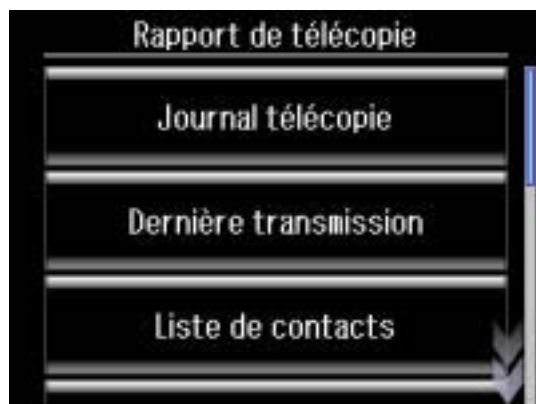 Rapport de télécopie
Journal télécopie
Dernière transmission
Liste de contacts